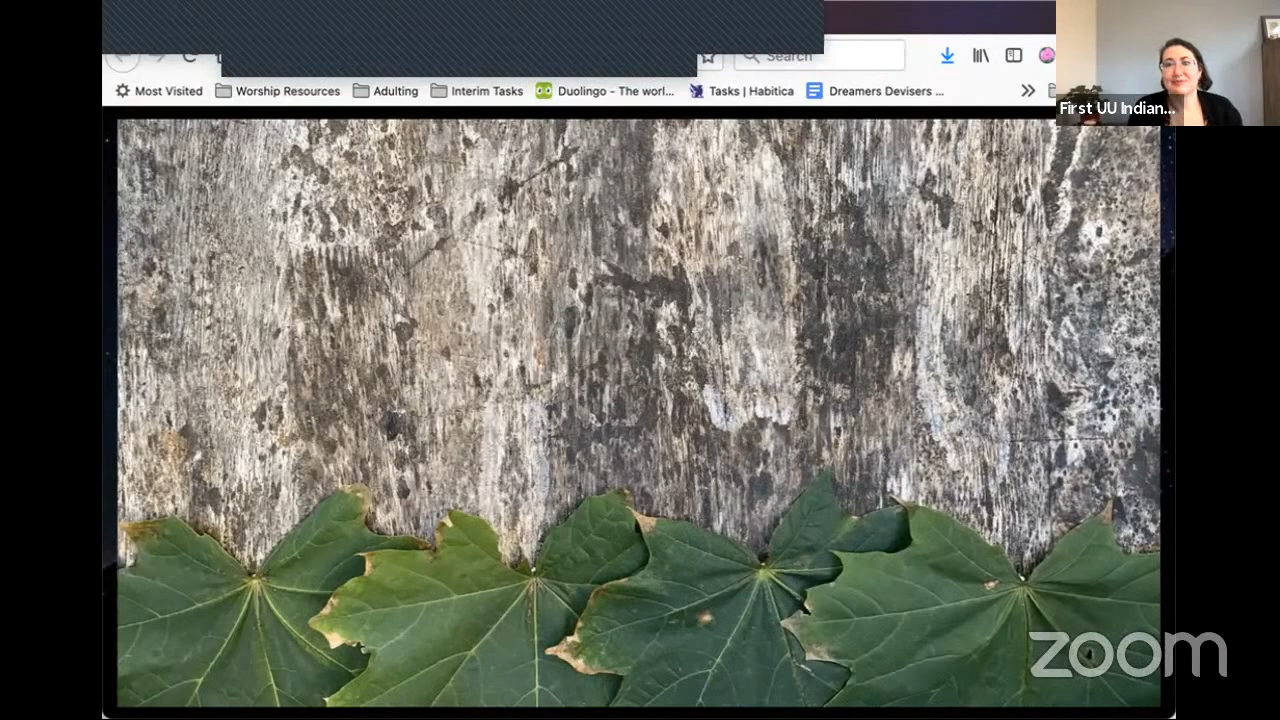 Search
Most Visited Worship Resources Adulting Interim Tasks Duolingo - The worl... Tasks | Habitica Dreamers Devisers ...
First UU Indian...
zoom